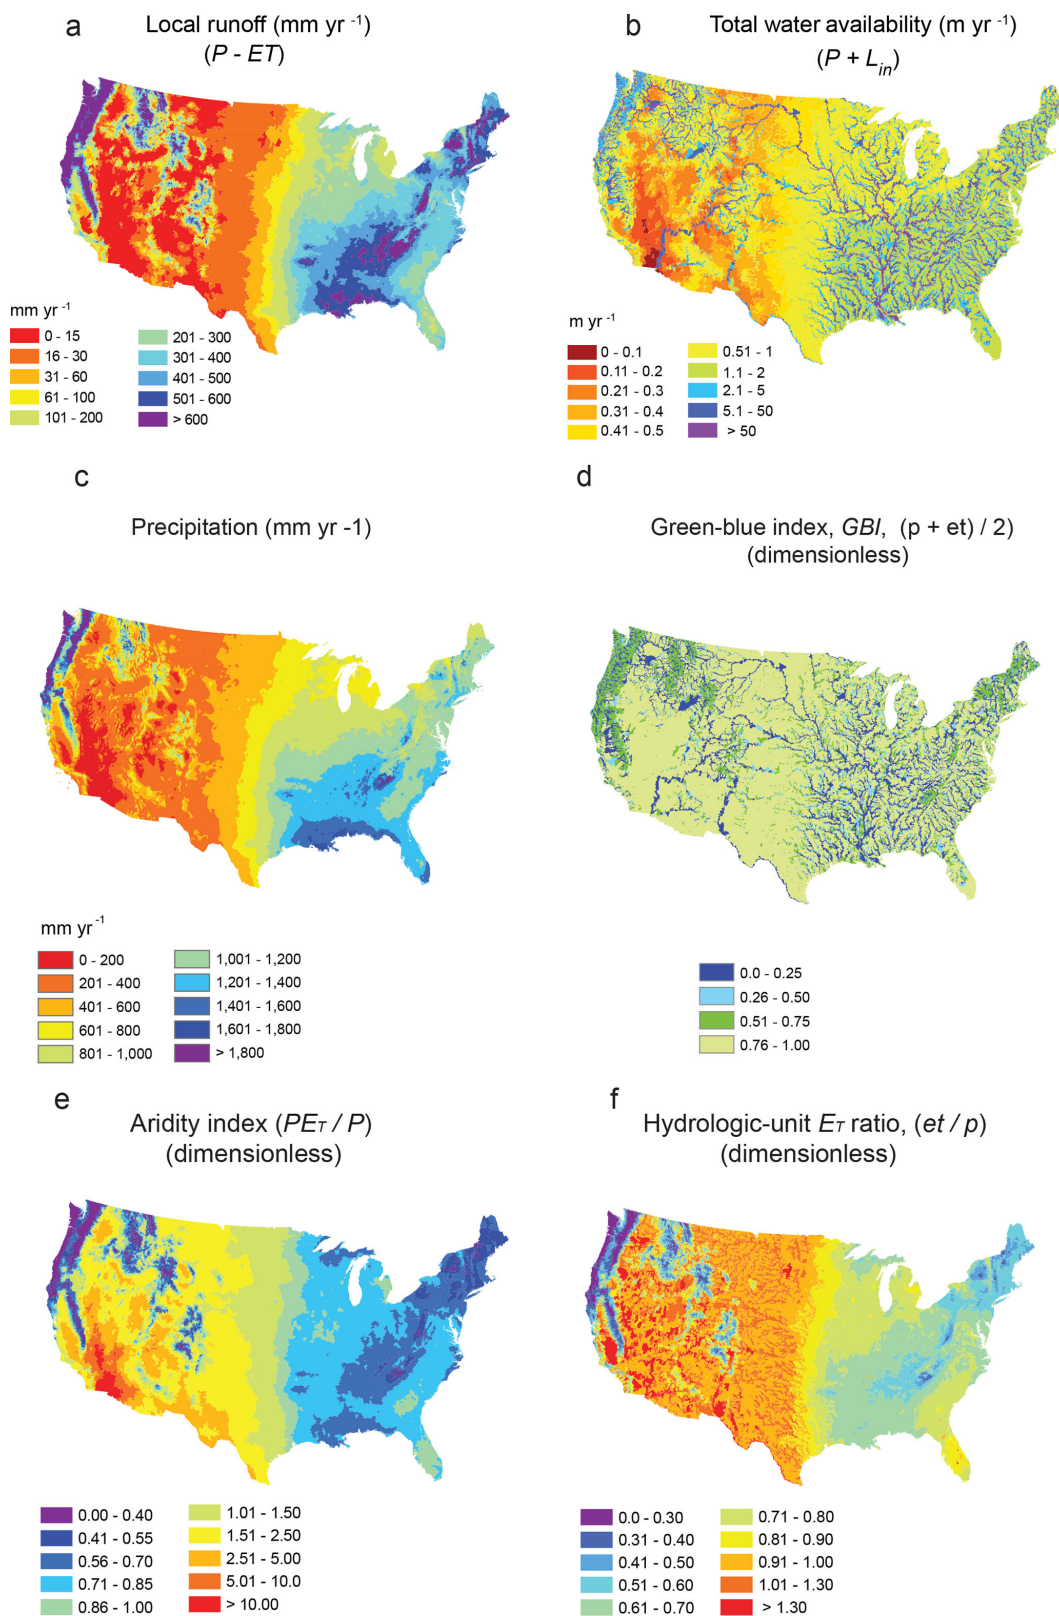 a
Local runoff (mm yr -1)
(P - ET)
mm yr -1
0 - 15
16 - 30
31 - 60
61 - 100
101 - 200
201 - 300
301 - 400
401 - 500
501 - 600
> 600
b
Total water availability (m yr -1)
(P + Lin)
m yr -1
0 - 0.1
0.11 - 0.2
0.21 - 0.3
0.31 - 0.4
0.41 - 0.5
0.51 - 1
1.1 - 2
2.1 - 5
5.1 - 50
> 50
c
Precipitation (mm yr -1)
mm yr -1
0 - 200
201 - 400
401 - 600
601 - 800
801 - 1,000
1,001 - 1,200
1,201 - 1,400
1,401 - 1,600
1,601 - 1,800
> 1,800
d
Green-blue index, GBI, (p + et) / 2)
(dimensionless)
0.0 - 0.25
0.26 - 0.50
0.51 - 0.75
0.76 - 1.00
e
Aridity index (PET / P)
(dimensionless)
0.00 - 0.40
0.41 - 0.55
0.56 - 0.70
0.71 - 0.85
0.86 - 1.00
1.01 - 1.50
1.51 - 2.50
2.51 - 5.00
5.01 - 10.0
> 10.00
f
Hydrologic-unit ET ratio, (et / p)
(dimensionless)
0.0 - 0.30
0.31 - 0.40
0.41 - 0.50
0.51 - 0.60
0.61 - 0.70
0.71 - 0.80
0.81 - 0.90
0.91 - 1.00
1.01 - 1.30
> 1.30